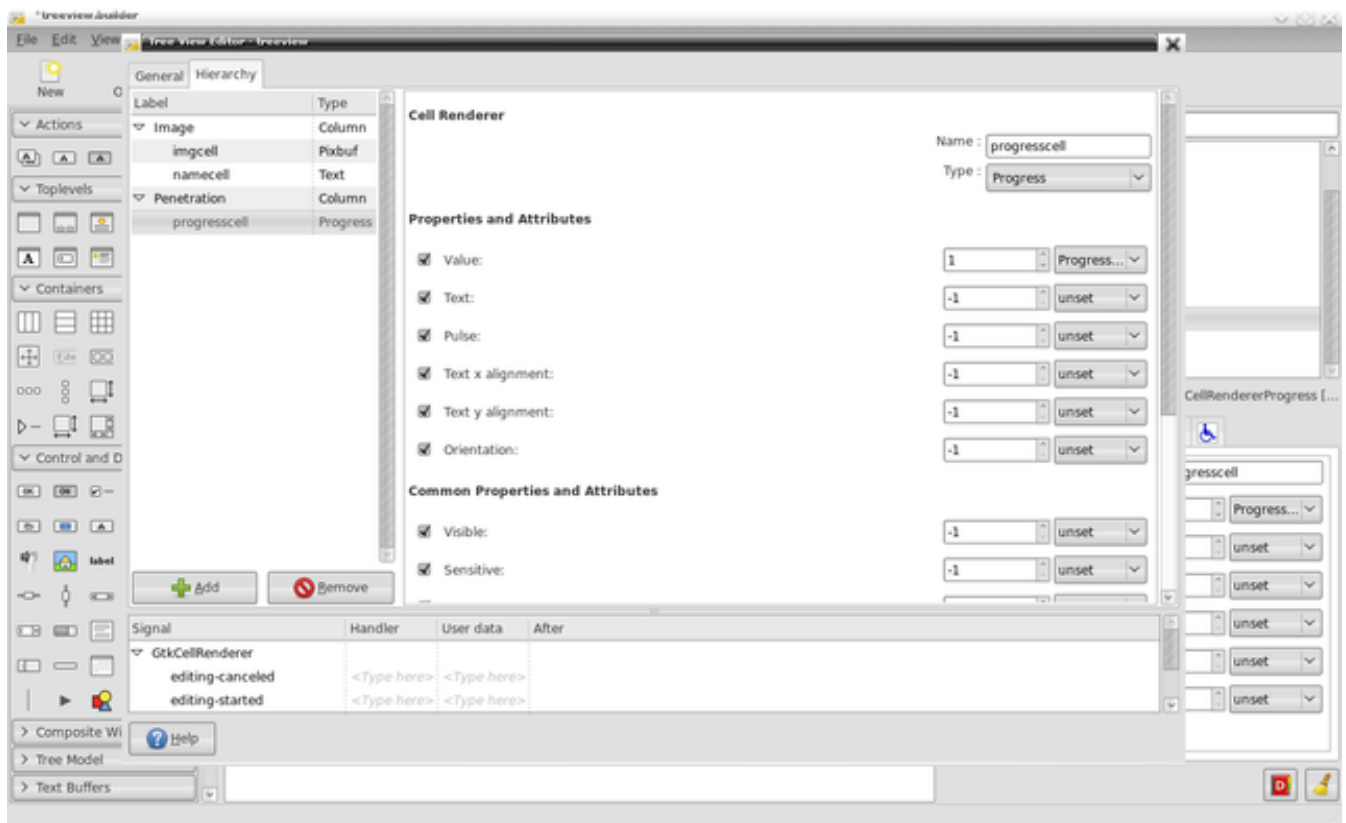 *treeview.builder
File Edit View
Tree View Editor - treeview
New
General Hierarchy
Label Type
Image Column
imgcell Pixbuf
namecell Text
Penetration Column
progresscell Progress
Add Remove
Actions
Toplevels
Containers
Control and D
label
Composite Wi
Tree Model
Text Buffers
Cell Renderer
Name : progresscell
Type : Progress
Properties and Attributes
Value: 1 Progress...
Text: -1 unset
Pulse: -1 unset
Text x alignment: -1 unset
Text y alignment: -1 unset
Orientation: -1 unset
Common Properties and Attributes
Visible: -1 unset
Sensitive: -1 unset
Signal Handler User data After
GtkCellRenderer
editing-canceled <Type here> <Type here>
editing-started <Type here> <Type here>
Help
CellRendererProgress [...
gresscell
Progress...
unset
unset
unset
unset
unset